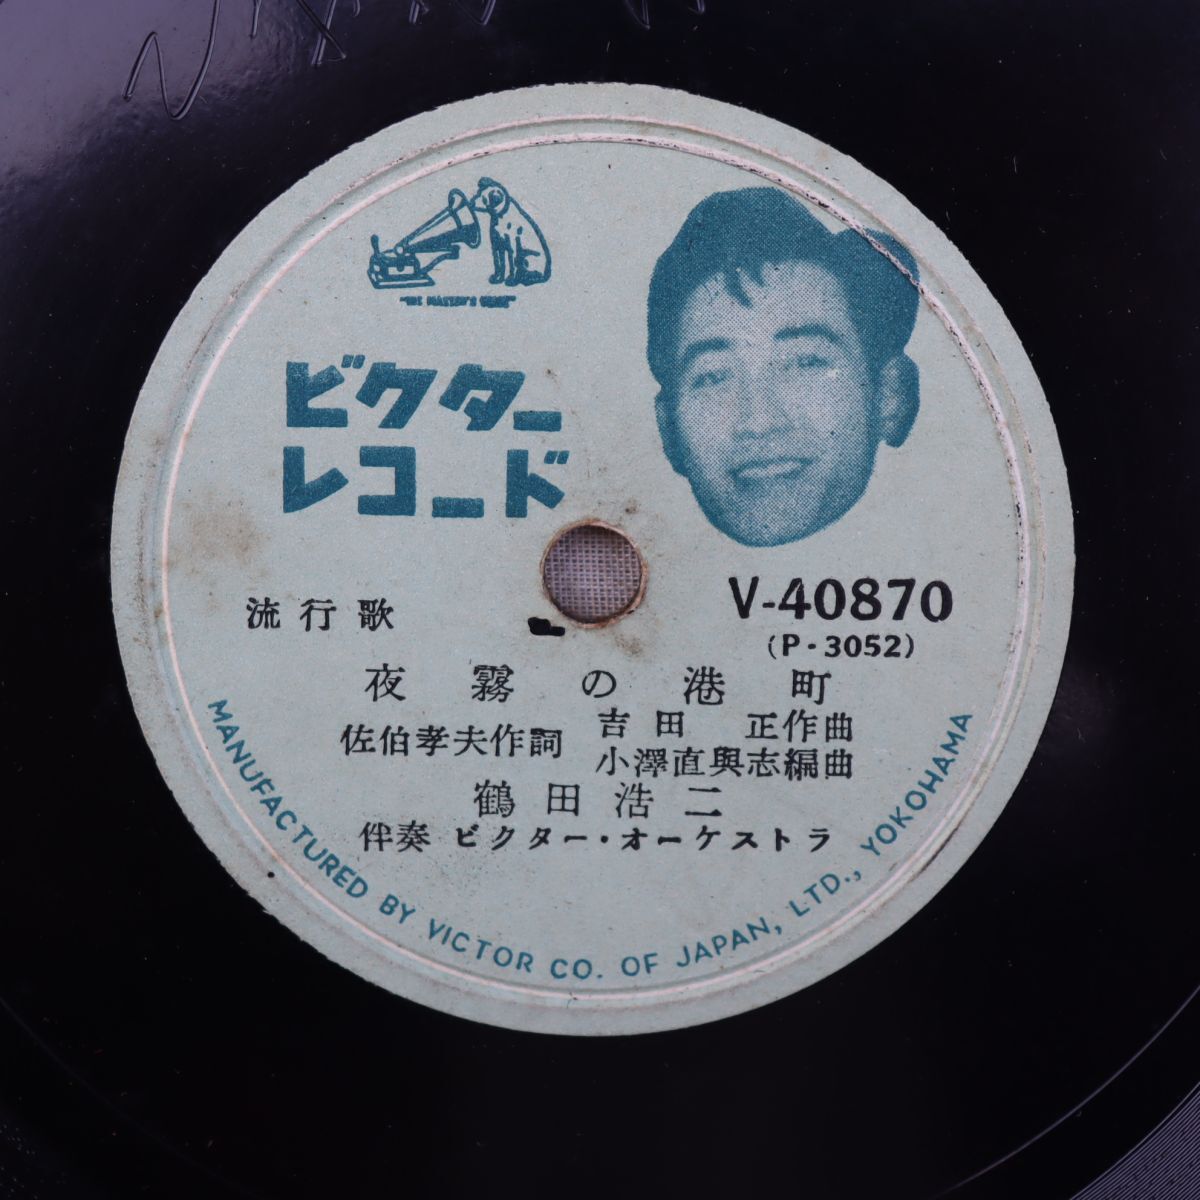 "HIS MASTER'S VOICE"
ビクター
レコード
V-40870
(P・3052)
流行歌
夜霧の港町
佐伯孝夫作詞
吉田正作曲
小澤直與志編曲
鶴田浩二
伴奏 ビクター・オーケストラ
MANUFACTURED BY VICTOR CO. OF JAPAN, LTD., YOKOHAMA